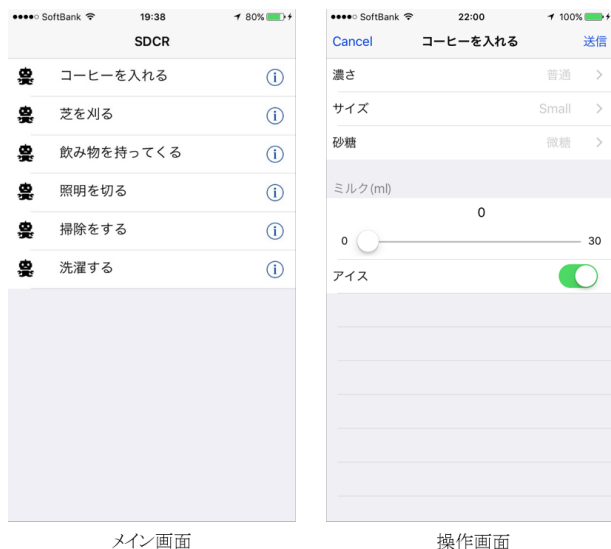 SoftBank 19:38 80%
SDCR
コーヒーを入れる
芝を刈る
飲み物を持ってくる
照明を切る
掃除をする
洗濯する
メイン画面
SoftBank 22:00 100%
Cancel コーヒーを入れる 送信
濃さ 普通
サイズ Small
砂糖 微糖
ミルク(ml)
0
0 30
アイス
操作画面